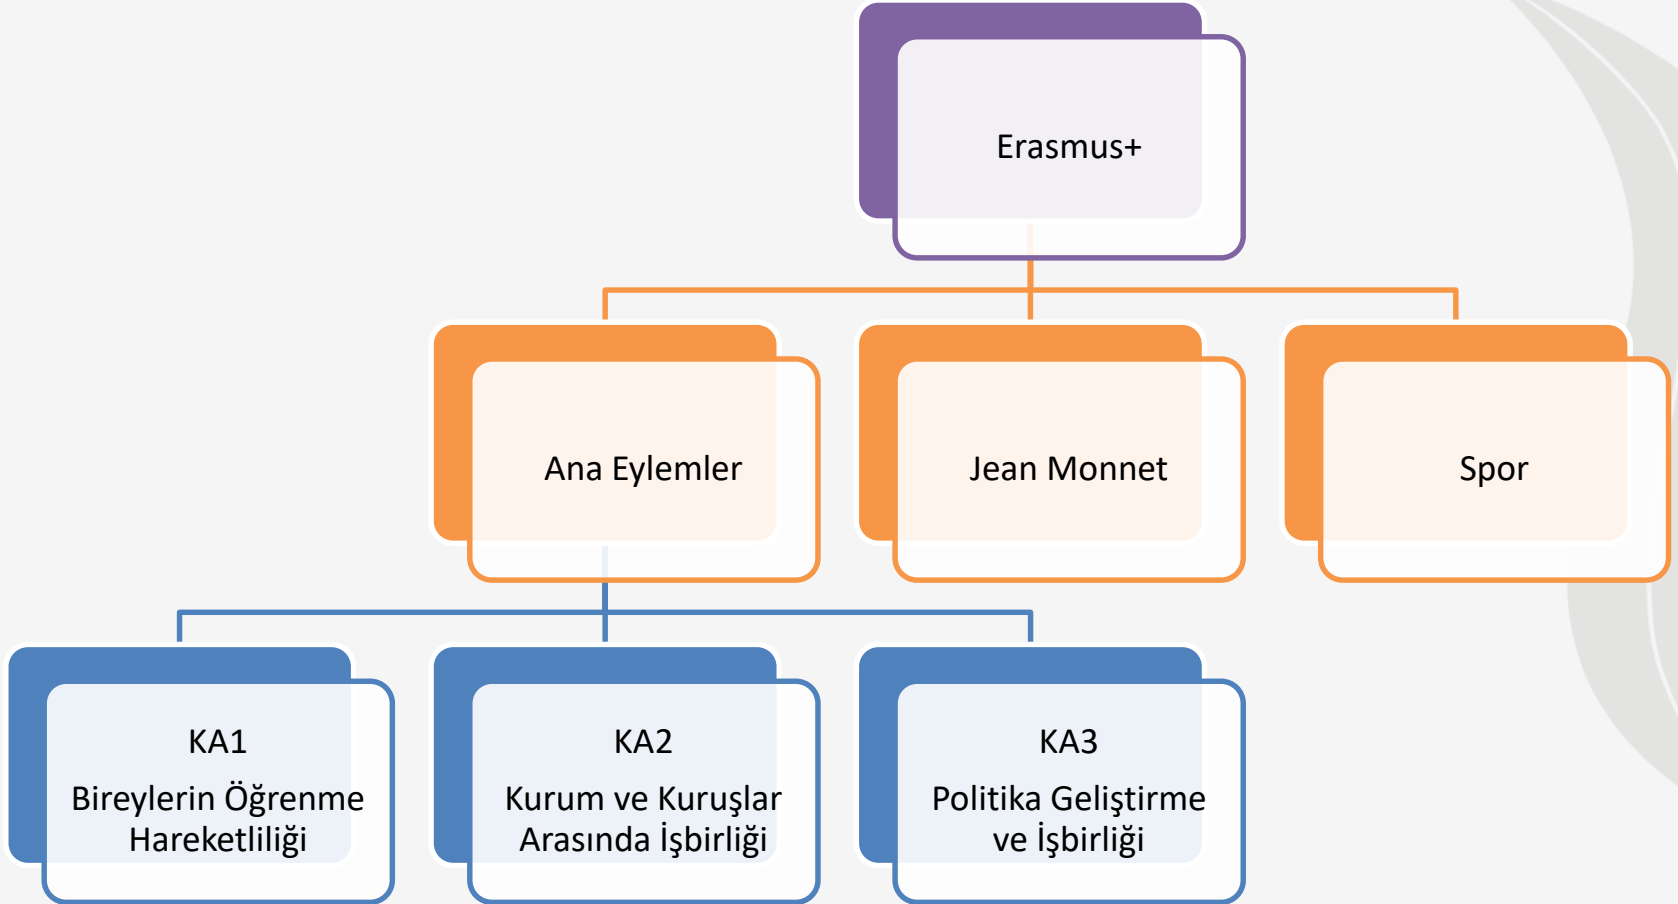 Erasmus+
Ana Eylemler
Jean Monnet
Spor
KA1
Bireylerin Öğrenme
Hareketliliği
KA2
Kurum ve Kuruşlar
Arasında İşbirliği
KA3
Politika Geliştirme
ve İşbirliği